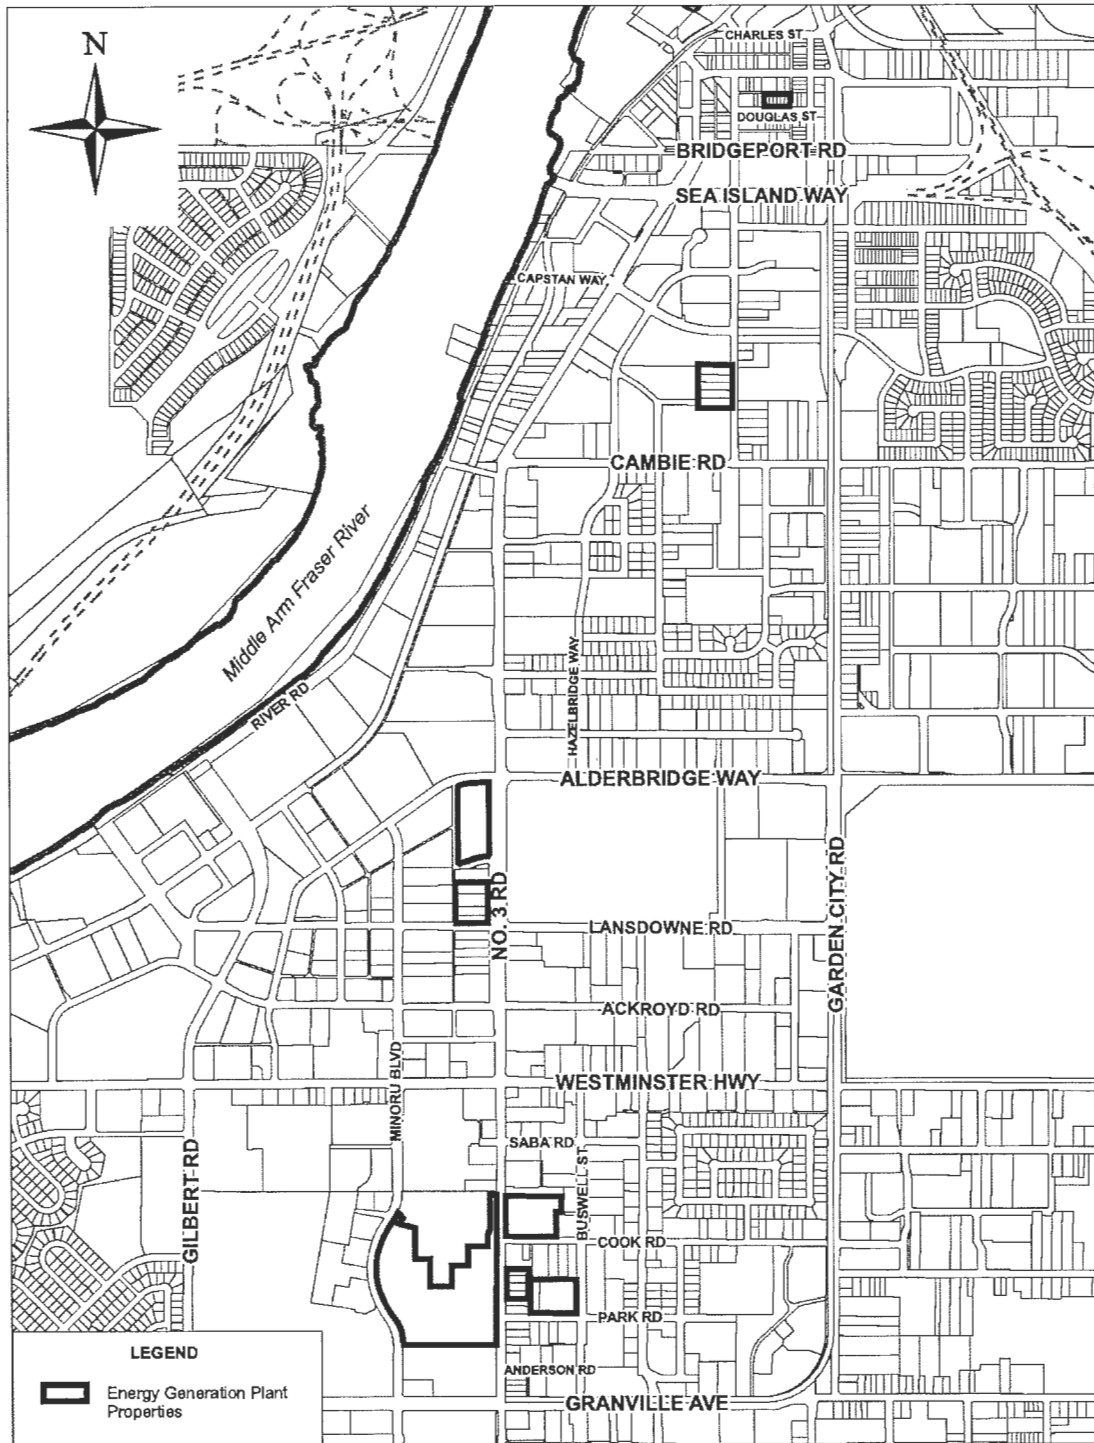 N
CHARLES ST
DOUGLAS ST
BRIDGEPORT RD
SEA ISLAND WAY
CAPSTAN WAY
CAMBIE RD
Middle Arm Fraser River
RIVER RD
HAZELBRIDGE WAY
ALDERBRIDGE WAY
NO. 3 RD
GARDEN CITY RD
LANSDOWNE RD
ACKROYD RD
MINORU BLVD
WESTMINSTER HWY
SABA RD
BUSWELL ST
GILBERT RD
COOK RD
PARK RD
ANDERSON RD
GRANVILLE AVE
LEGEND
Energy Generation Plant
Properties